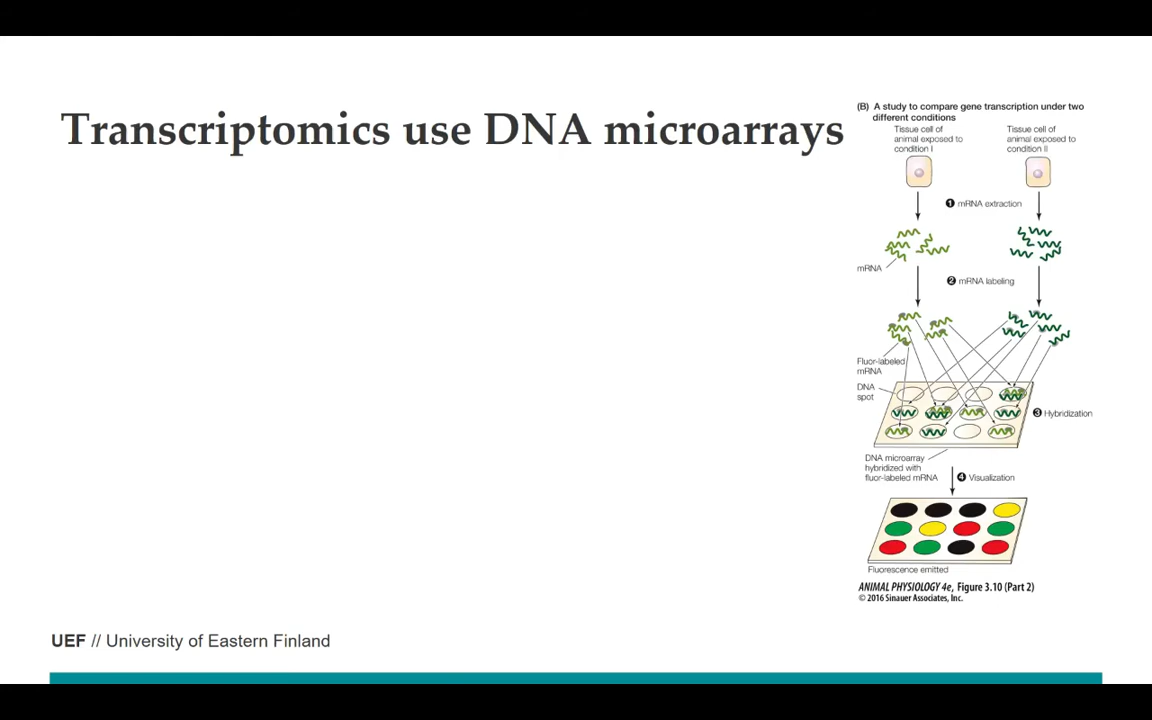 Transcriptomics use DNA microarrays
(B) A study to compare gene transcription under two
different conditions
Tissue cell of
animal exposed to
condition I
Tissue cell of
animal exposed to
condition II
1 mRNA extraction
mRNA
2 mRNA labeling
Fluor-labeled
mRNA
DNA
spot
3 Hybridization
DNA microarray
hybridized with
fluor-labeled mRNA
4 Visualization
Fluorescence emitted
ANIMAL PHYSIOLOGY 4e, Figure 3.10 (Part 2)
© 2016 Sinauer Associates, Inc.
UEF // University of Eastern Finland